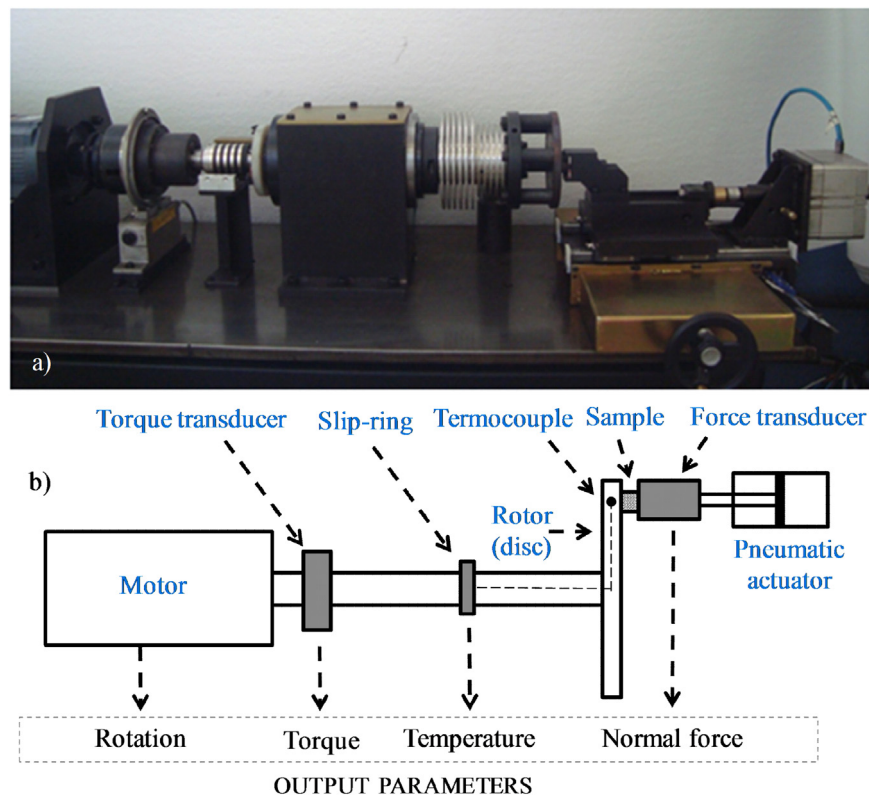 a)
Torque transducer
Slip-ring
Termocouple
Sample
Force transducer
b)
Rotor
(disc)
Motor
Pneumatic
actuator
Rotation
Torque
Temperature
Normal force
OUTPUT PARAMETERS